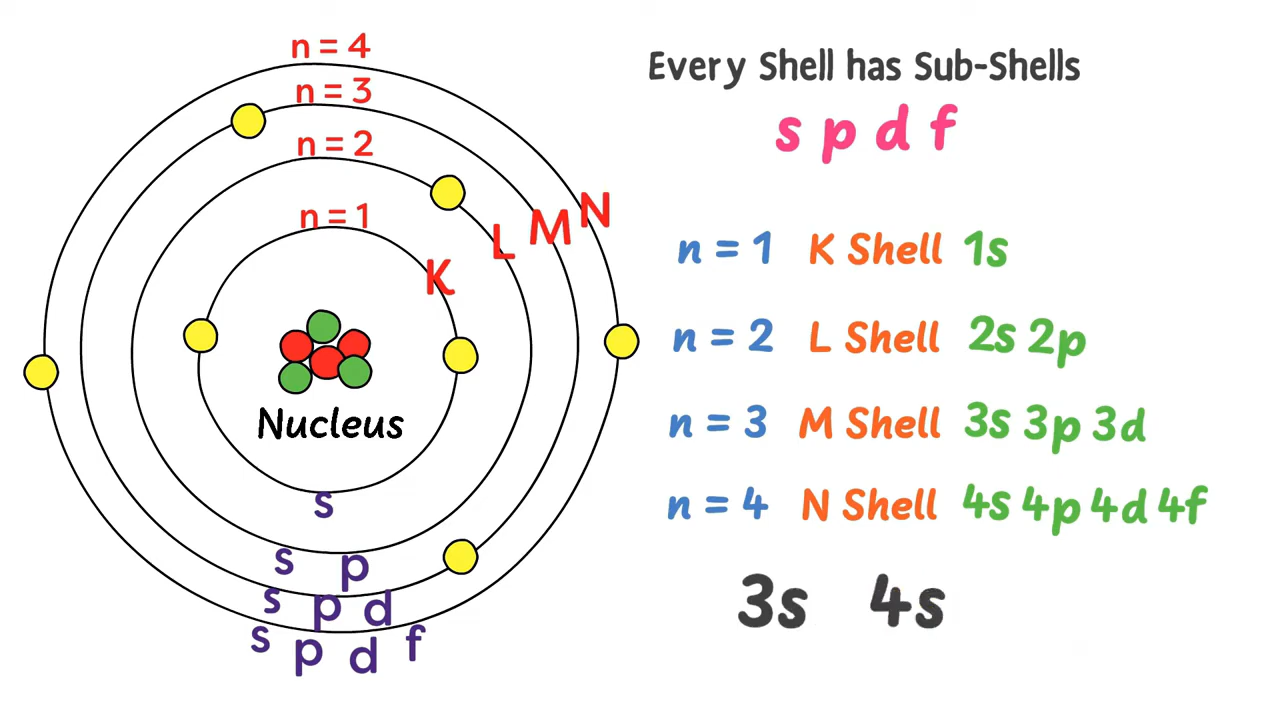 n = 4
n = 3
n = 2
n = 1
K L M N
Nucleus
s
s p
s p d
s p d f
Every Shell has Sub-Shells
s p d f
n = 1 K Shell 1s
n = 2 L Shell 2s 2p
n = 3 M Shell 3s 3p 3d
n = 4 N Shell 4s 4p 4d 4f
3s 4s